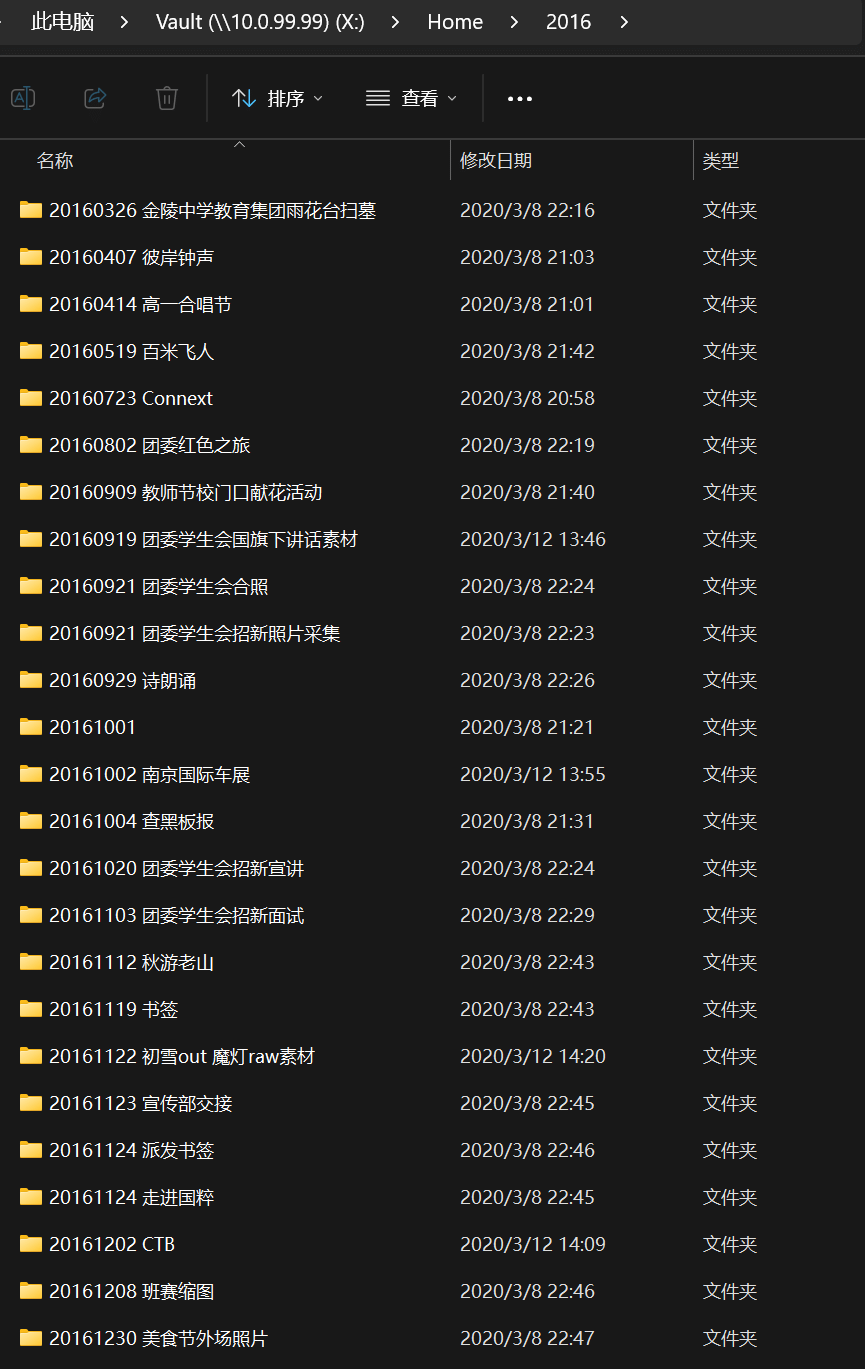 此电脑 > Vault (\\10.0.99.99) (X:) > Home > 2016 >
排序 查看 •••
名称 修改日期 类型
20160326 金陵中学教育集团雨花台扫墓 2020/3/8 22:16 文件夹
20160407 彼岸钟声 2020/3/8 21:03 文件夹
20160414 高一合唱节 2020/3/8 21:01 文件夹
20160519 百米飞人 2020/3/8 21:42 文件夹
20160723 Connext 2020/3/8 20:58 文件夹
20160802 团委红色之旅 2020/3/8 22:19 文件夹
20160909 教师节校门口献花活动 2020/3/8 21:40 文件夹
20160919 团委学生会国旗下讲话素材 2020/3/12 13:46 文件夹
20160921 团委学生会合照 2020/3/8 22:24 文件夹
20160921 团委学生会招新照片采集 2020/3/8 22:23 文件夹
20160929 诗朗诵 2020/3/8 22:26 文件夹
20161001 2020/3/8 21:21 文件夹
20161002 南京国际车展 2020/3/12 13:55 文件夹
20161004 查黑板报 2020/3/8 21:31 文件夹
20161020 团委学生会招新宣讲 2020/3/8 22:24 文件夹
20161103 团委学生会招新面试 2020/3/8 22:29 文件夹
20161112 秋游老山 2020/3/8 22:43 文件夹
20161119 书签 2020/3/8 22:43 文件夹
20161122 初雪out 魔灯raw素材 2020/3/12 14:20 文件夹
20161123 宣传部交接 2020/3/8 22:45 文件夹
20161124 派发书签 2020/3/8 22:46 文件夹
20161124 走进国粹 2020/3/8 22:45 文件夹
20161202 CTB 2020/3/12 14:09 文件夹
20161208 班赛缩图 2020/3/8 22:46 文件夹
20161230 美食节外场照片 2020/3/8 22:47 文件夹